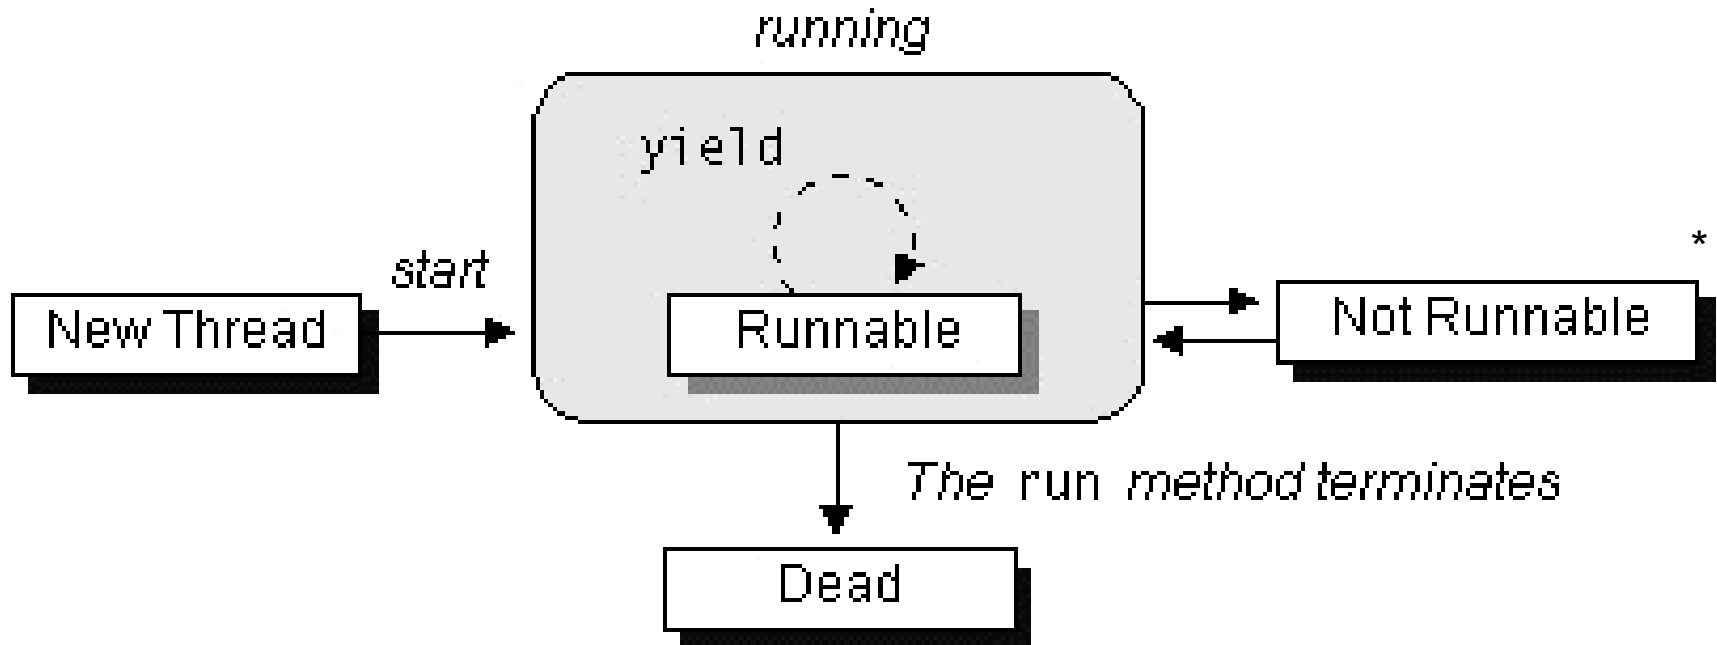 running
yield
start
*
New Thread
Runnable
Not Runnable
The run method terminates
Dead